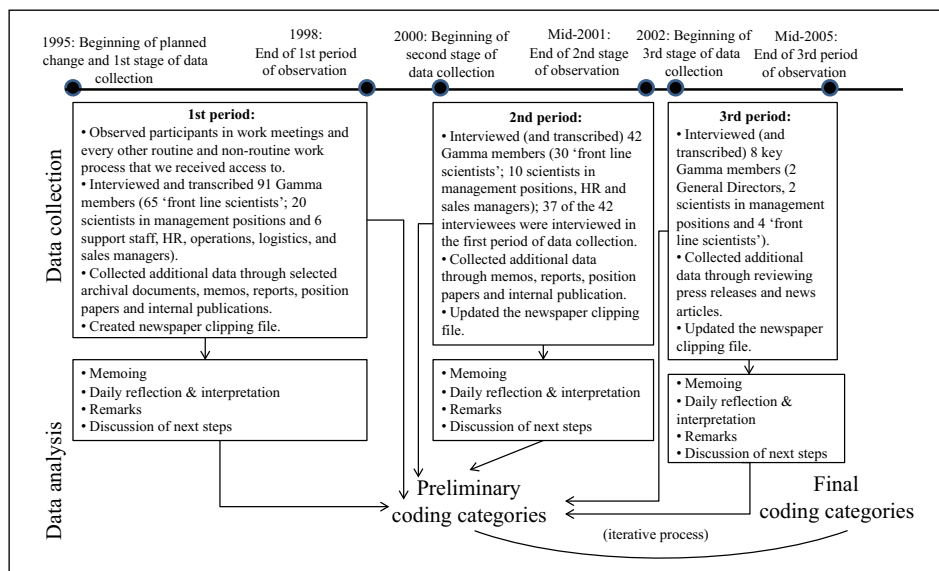 1995: Beginning of planned
change and 1st stage of data
collection
1998:
End of 1st period
of observation
2000: Beginning of
second stage of
data collection
Mid-2001:
End of 2nd stage
of observation
2002: Beginning of
3rd stage of data
collection
Mid-2005:
End of 3rd period
of observation
Data collection
1st period:
• Observed participants in work meetings and
every other routine and non-routine work
process that we received access to.
• Interviewed and transcribed 91 Gamma
members (65 ‘front line scientists’; 20
scientists in management positions and 6
support staff, HR, operations, logistics, and
sales managers).
• Collected additional data through selected
archival documents, memos, reports, position
papers and internal publications.
• Created newspaper clipping file.
2nd period:
• Interviewed (and transcribed) 42
Gamma members (30 ‘front line
scientists’; 10 scientists in
management positions, HR and
sales managers); 37 of the 42
interviewees were interviewed in
the first period of data collection.
• Collected additional data
through memos, reports, position
papers and internal publication.
• Updated the newspaper clipping
file.
3rd period:
• Interviewed (and
transcribed) 8 key
Gamma members (2
General Directors, 2
scientists in management
positions and 4 ‘front
line scientists’).
• Collected additional
data through reviewing
press releases and news
articles.
• Updated the newspaper
clipping file.
Data analysis
• Memoing
• Daily reflection & interpretation
• Remarks
• Discussion of next steps
• Memoing
• Daily reflection & interpretation
• Remarks
• Discussion of next steps
• Memoing
• Daily reflection &
interpretation
• Remarks
• Discussion of next steps
Preliminary
coding categories
Final
coding categories
(iterative process)